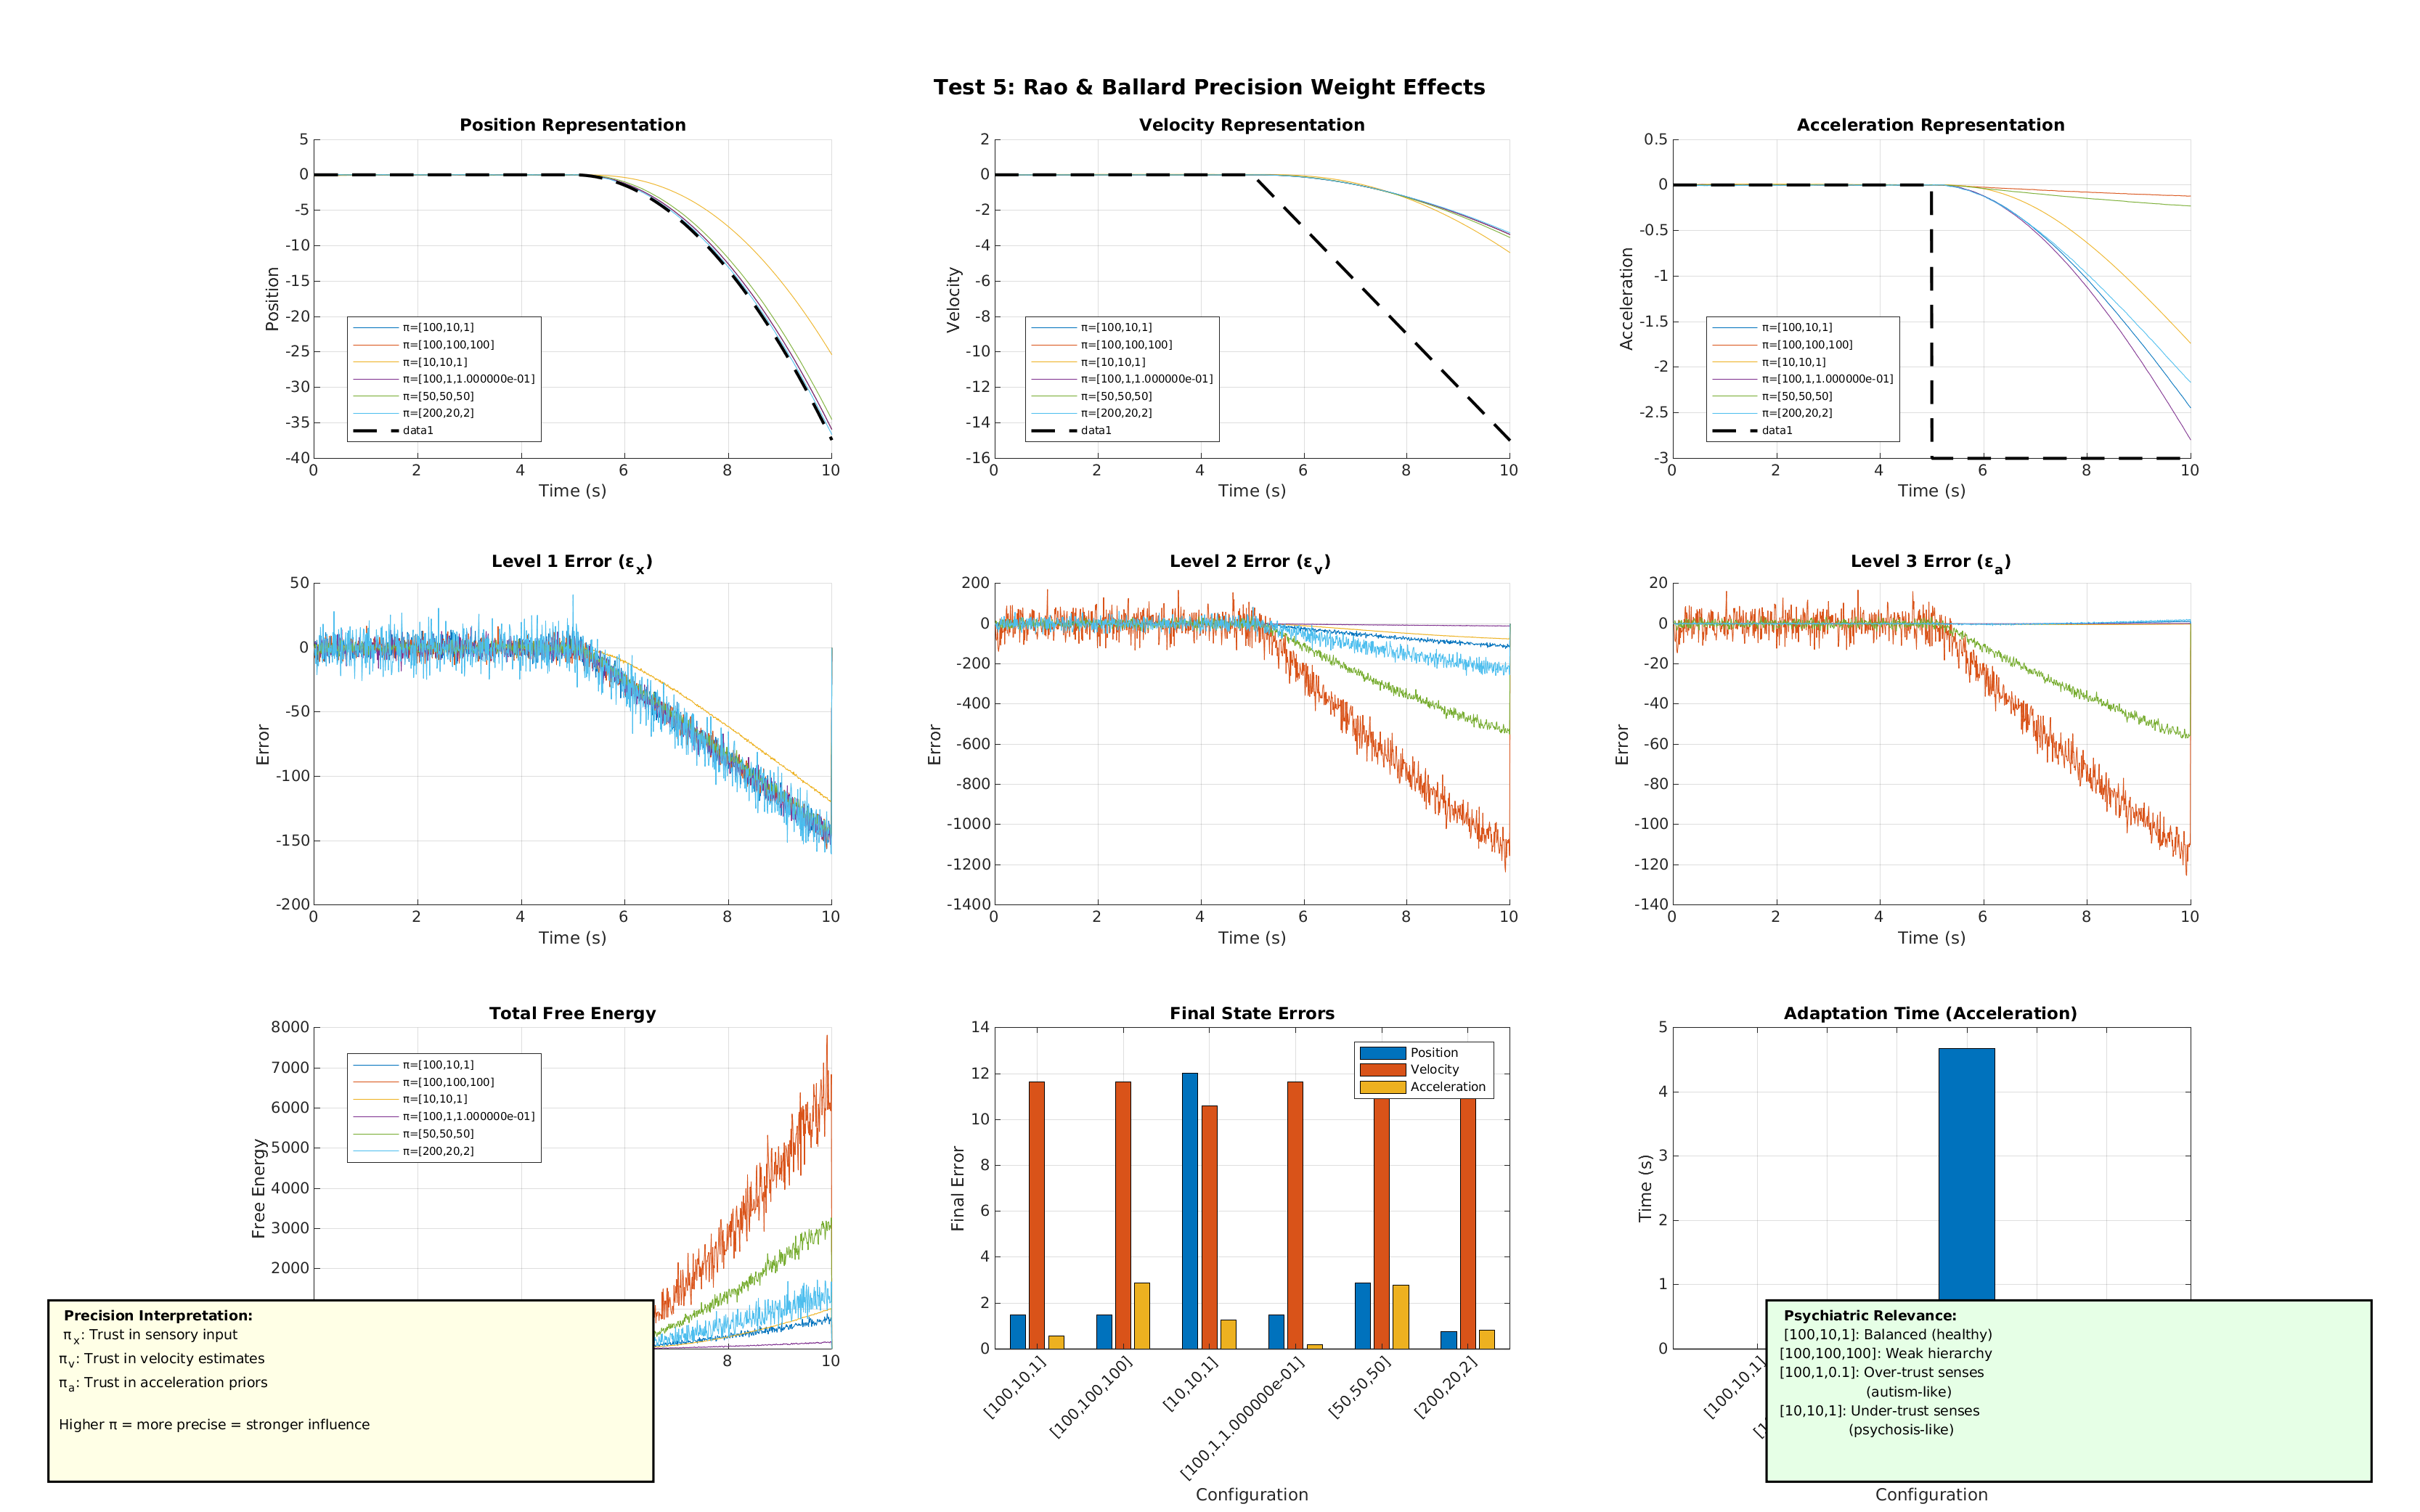 Test 5: Rao & Ballard Precision Weight Effects
Position Representation
5
0
-5
-10
-15
-20
-25
-30
-35
-40
0 2 4 6 8 10
Position
Time (s)
π=[100,10,1]
π=[100,100,100]
π=[10,10,1]
π=[100,1,1.000000e-01]
π=[50,50,50]
π=[200,20,2]
data1
Velocity Representation
2
0
-2
-4
-6
-8
-10
-12
-14
-16
0 2 4 6 8 10
Velocity
Time (s)
π=[100,10,1]
π=[100,100,100]
π=[10,10,1]
π=[100,1,1.000000e-01]
π=[50,50,50]
π=[200,20,2]
data1
Acceleration Representation
0.5
0
-0.5
-1
-1.5
-2
-2.5
-3
0 2 4 6 8 10
Acceleration
Time (s)
π=[100,10,1]
π=[100,100,100]
π=[10,10,1]
π=[100,1,1.000000e-01]
π=[50,50,50]
π=[200,20,2]
data1
Level 1 Error (εx)
50
0
-50
-100
-150
-200
0 2 4 6 8 10
Error
Time (s)
Level 2 Error (εv)
200
0
-200
-400
-600
-800
-1000
-1200
-1400
0 2 4 6 8 10
Error
Time (s)
Level 3 Error (εa)
20
0
-20
-40
-60
-80
-100
-120
-140
0 2 4 6 8 10
Error
Time (s)
Total Free Energy
8000
7000
6000
5000
4000
3000
2000
8 10
Free Energy
π=[100,10,1]
π=[100,100,100]
π=[10,10,1]
π=[100,1,1.000000e-01]
π=[50,50,50]
π=[200,20,2]
Precision Interpretation:
πx: Trust in sensory input
πv: Trust in velocity estimates
πa: Trust in acceleration priors
Higher π = more precise = stronger influence
Final State Errors
14
12
10
8
6
4
2
0
Final Error
Position
Velocity
Acceleration
[100,10,1]
[100,100,100]
[10,10,1]
[100,1,1.000000e-01]
[50,50,50]
[200,20,2]
Configuration
Adaptation Time (Acceleration)
5
4
3
2
1
0
Time (s)
[100,10,1]
Configuration
Psychiatric Relevance:
[100,10,1]: Balanced (healthy)
[100,100,100]: Weak hierarchy
[100,1,0.1]: Over-trust senses
(autism-like)
[10,10,1]: Under-trust senses
(psychosis-like)